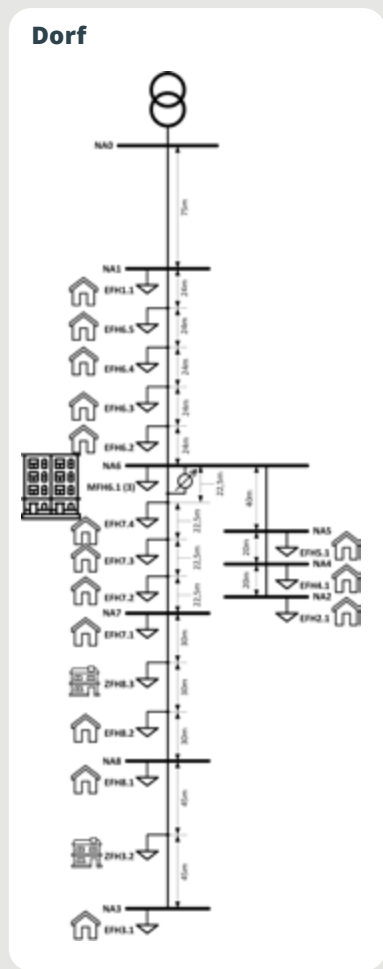 Dorf
NA0
75m
NA1
24m
EFH1.1
24m
EFH6.5
24m
EFH6.4
24m
EFH6.3
24m
EFH6.2
NA6
MFH6.1 (3)
22,5m
40m
EFH7.4
22,5m
NA5
EFH5.1
EFH7.3
22,5m
20m
NA4
EFH4.1
EFH7.2
22,5m
20m
NA2
EFH2.1
NA7
EFH7.1
30m
ZFH8.3
30m
EFH8.2
30m
NA8
EFH8.1
45m
ZFH3.2
45m
NA3
EFH3.1